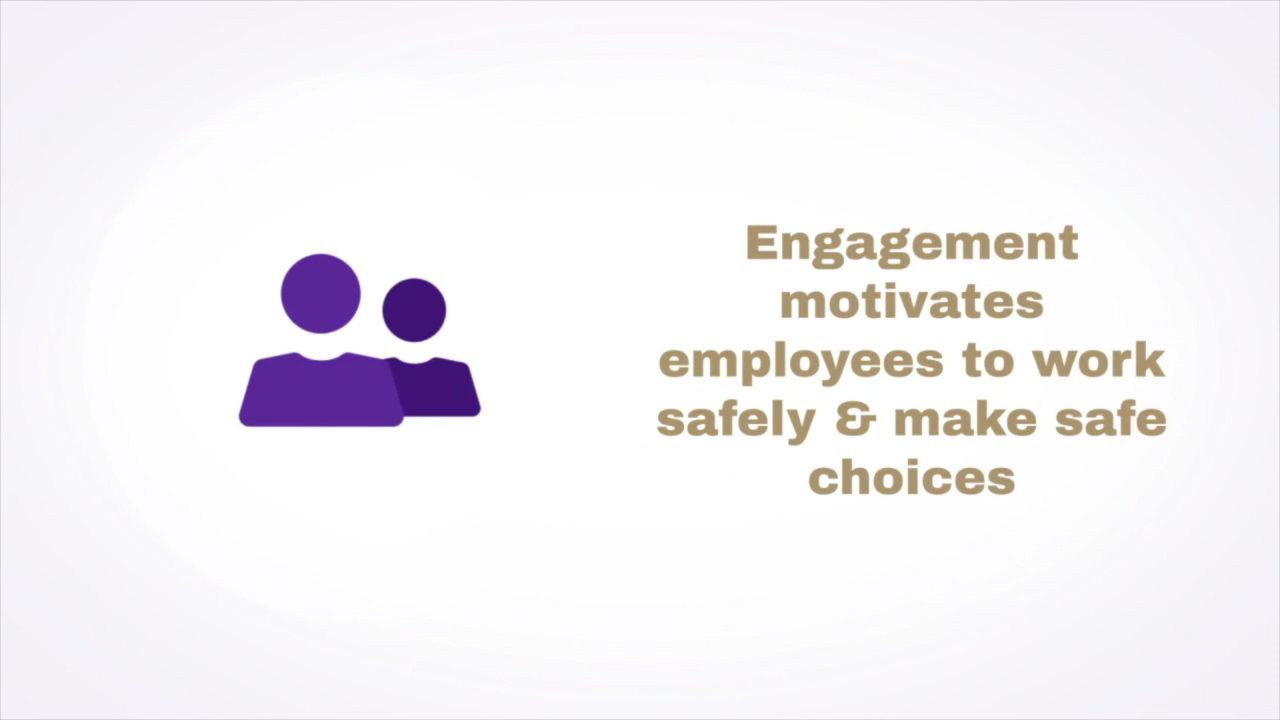 Engagement
motivates
employees to work
safely & make safe
choices